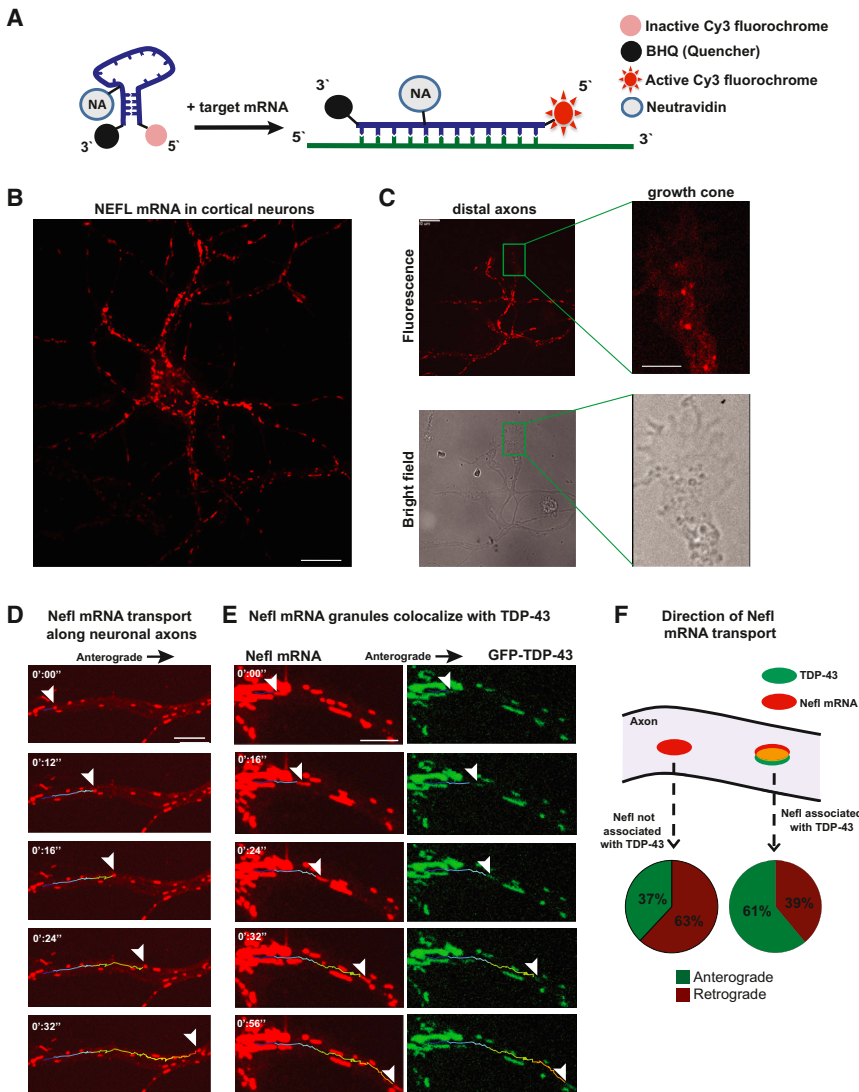 A
Inactive Cy3 fluorochrome
BHQ (Quencher)
Active Cy3 fluorochrome
Neutravidin
NA
3`
5`
+ target mRNA
3`
NA
5`
5`
3`
B
NEFL mRNA in cortical neurons
C
distal axons
growth cone
Fluorescence
Bright field
D
Nefl mRNA transport
along neuronal axons
Anterograde
0':00''
0':12''
0':16''
0':24''
0':32''
E
Nefl mRNA granules colocalize with TDP-43
Nefl mRNA
Anterograde
GFP-TDP-43
0':00''
0':16''
0':24''
0':32''
0':56''
F
Direction of Nefl
mRNA transport
TDP-43
Nefl mRNA
Axon
Nefl not
associated
with TDP-43
Nefl associated
with TDP-43
37%
63%
61%
39%
Anterograde
Retrograde